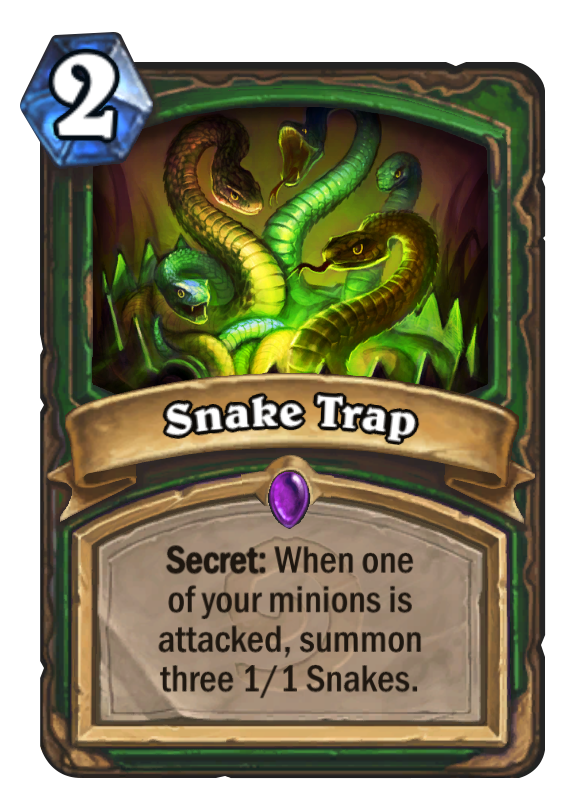 2
Snake Trap
Secret: When one
of your minions is
attacked, summon
three 1/1 Snakes.